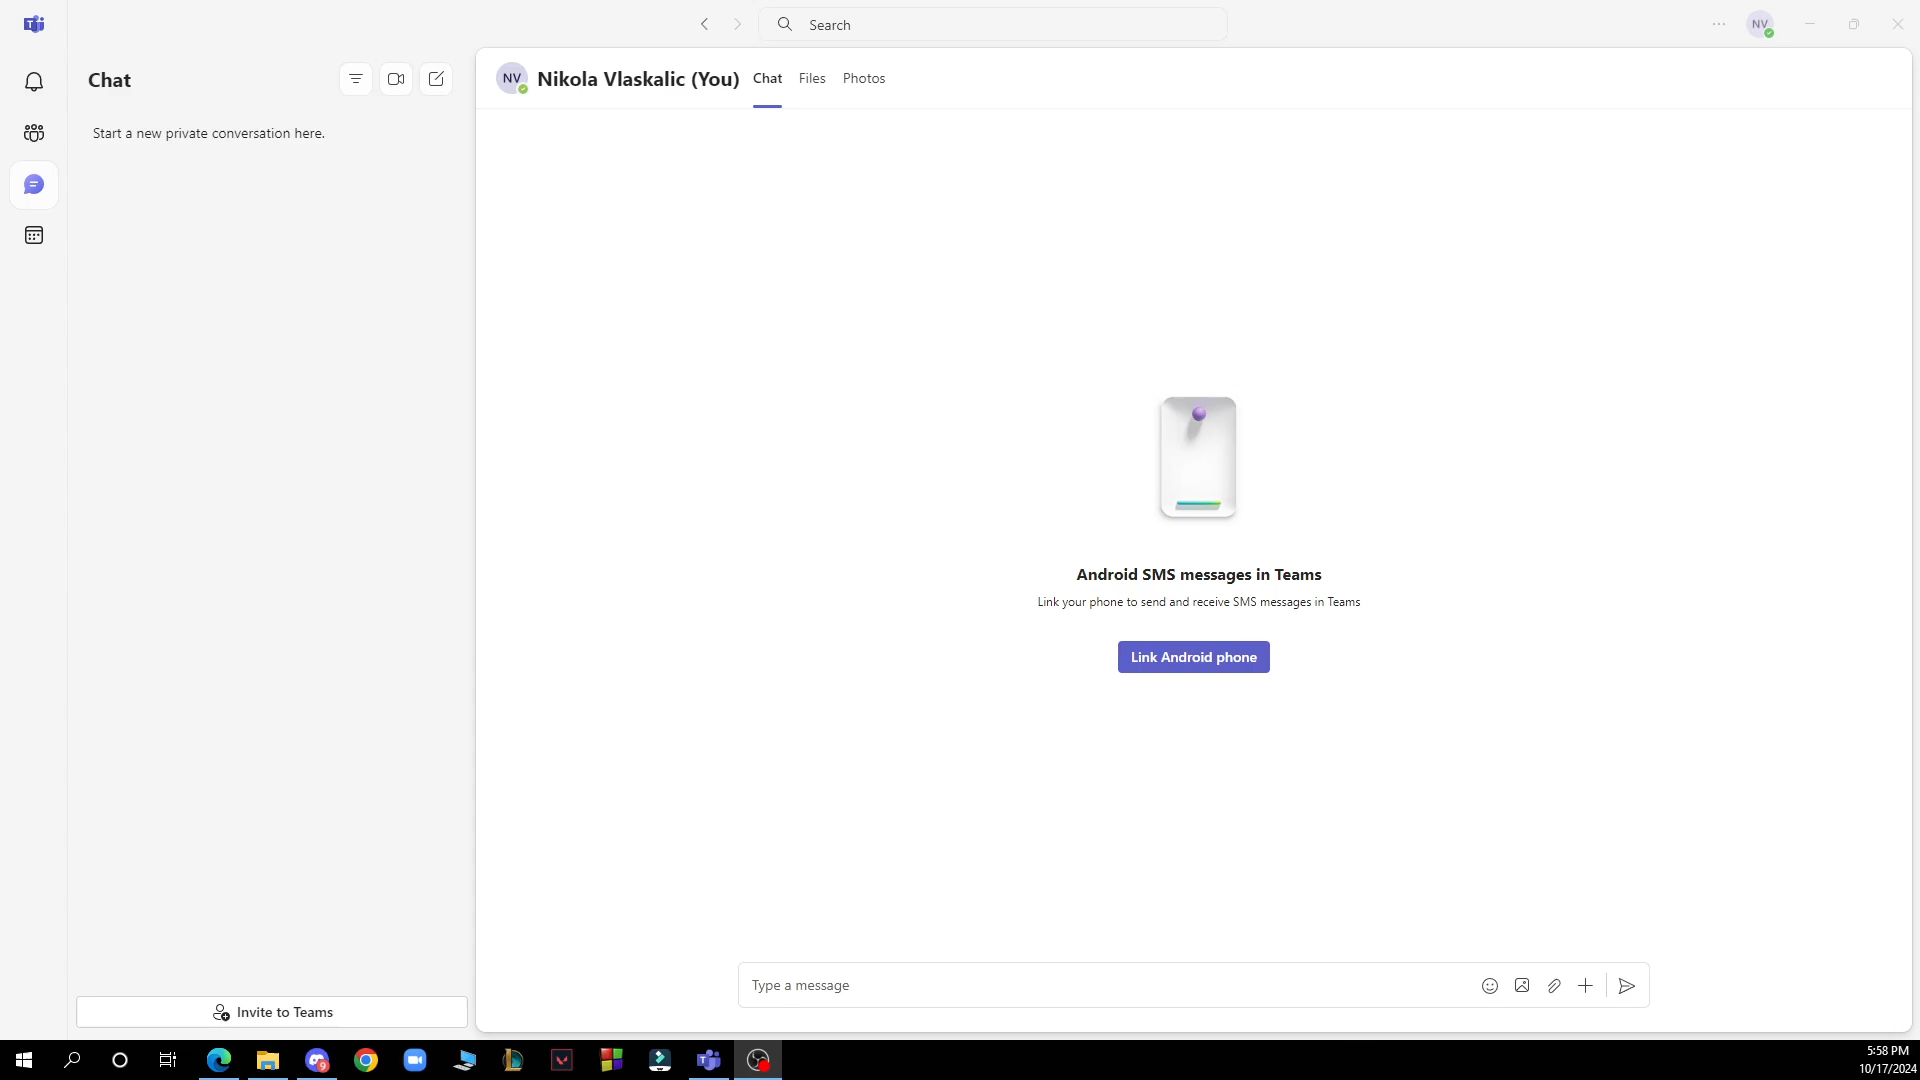 Search
NV
Chat
Start a new private conversation here.
NV
Nikola Vlaskalic (You)
Chat
Files
Photos
Android SMS messages in Teams
Link your phone to send and receive SMS messages in Teams
Link Android phone
Type a message
Invite to Teams
9
5:58 PM
10/17/2024